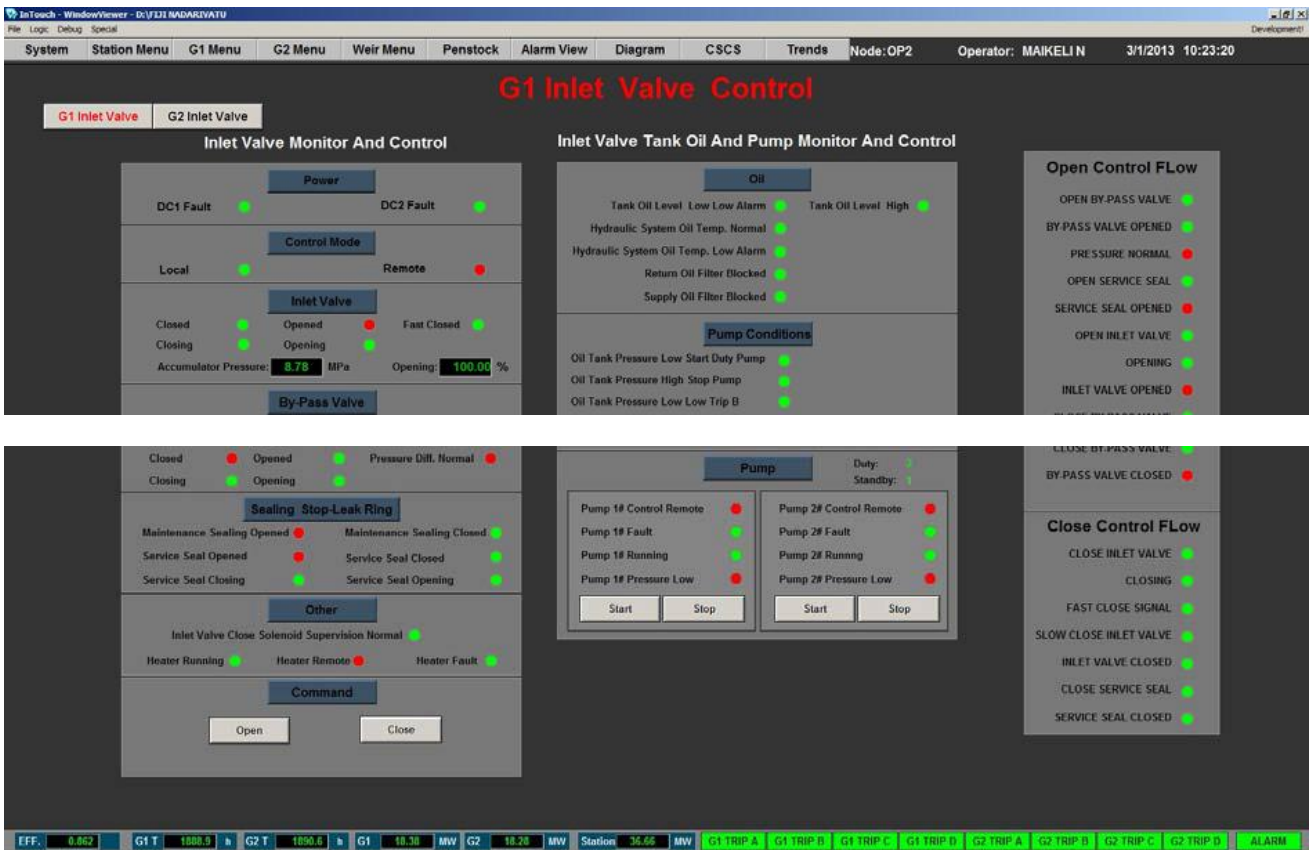 InTouch - WindowViewer - D:\FIJI NADARIVATU
File Logic Debug Special Development!
System Station Menu G1 Menu G2 Menu Weir Menu Penstock Alarm View Diagram CSCS Trends Node:OP2 Operator: MAIKELI N 3/1/2013 10:23:20
G1 Inlet Valve Control
G1 Inlet Valve G2 Inlet Valve
Inlet Valve Monitor And Control
Power
DC1 Fault DC2 Fault
Control Mode
Local Remote
Inlet Valve
Closed Opened Fast Closed
Closing Opening
Accumulator Pressure: 8.78 MPa Opening: 100.00 %
By-Pass Valve
Closed Opened Pressure Diff. Normal
Closing Opening
Sealing Stop-Leak Ring
Maintenance Sealing Opened Maintenance Sealing Closed
Service Seal Opened Service Seal Closed
Service Seal Closing Service Seal Opening
Other
Inlet Valve Close Solenoid Supervision Normal
Heater Running Heater Remote Heater Fault
Command
Open Close
Inlet Valve Tank Oil And Pump Monitor And Control
Oil
Tank Oil Level Low Low Alarm Tank Oil Level High
Hydraulic System Oil Temp. Normal
Hydraulic System Oil Temp. Low Alarm
Return Oil Filter Blocked
Supply Oil Filter Blocked
Pump Conditions
Oil Tank Pressure Low Start Duty Pump
Oil Tank Pressure High Stop Pump
Oil Tank Pressure Low Low Trip B
Pump Duty: 2
Standby: 1
Pump 1# Control Remote Pump 2# Control Remote
Pump 1# Fault Pump 2# Fault
Pump 1# Running Pump 2# Runnng
Pump 1# Pressure Low Pump 2# Pressure Low
Start Stop Start Stop
Open Control FLow
OPEN BY-PASS VALVE
BY-PASS VALVE OPENED
PRESSURE NORMAL
OPEN SERVICE SEAL
SERVICE SEAL OPENED
OPEN INLET VALVE
OPENING
INLET VALVE OPENED
CLOSE BY-PASS VALVE
BY-PASS VALVE CLOSED
Close Control FLow
CLOSE INLET VALVE
CLOSING
FAST CLOSE SIGNAL
SLOW CLOSE INLET VALVE
INLET VALVE CLOSED
CLOSE SERVICE SEAL
SERVICE SEAL CLOSED
EFF. 0.862 G1 T 1888.9 h G2 T 1890.6 h G1 18.38 MW G2 18.28 MW Station 36.66 MW G1 TRIP A G1 TRIP B G1 TRIP C G1 TRIP D G2 TRIP A G2 TRIP B G2 TRIP C G2 TRIP D ALARM